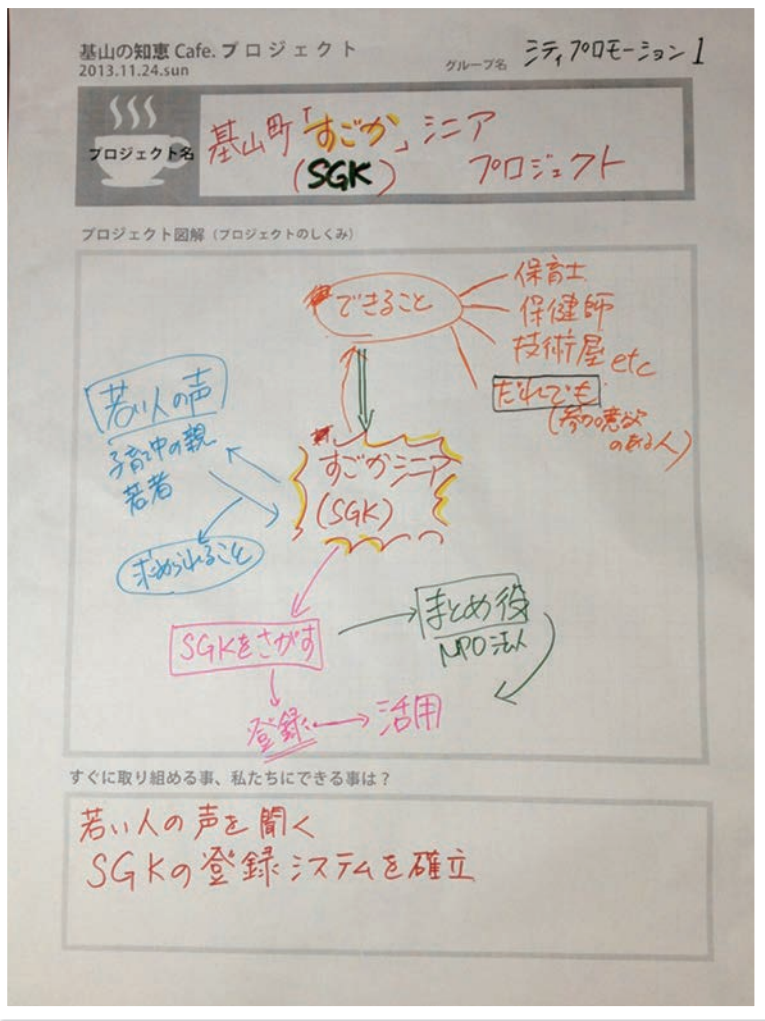 基山の知恵 Cafe. プロジェクト
2013.11.24.sun
グループ名 シティプロモーション1
プロジェクト名
基山町「すごか」シニア
(SGK) プロジェクト
プロジェクト図解（プロジェクトのしくみ）
できること
保育士
保健師
技術屋 etc
だれでも
(参加意欲
のある人)
若い人の声
子育て中の親
若者
求められること
すごかシニア
(SGK)
SGKをさがす
まとめ役
NPO法人
登録
活用
すぐに取り組める事、私たちにできる事は？
若い人の声を聞く
SGKの登録システムを確立